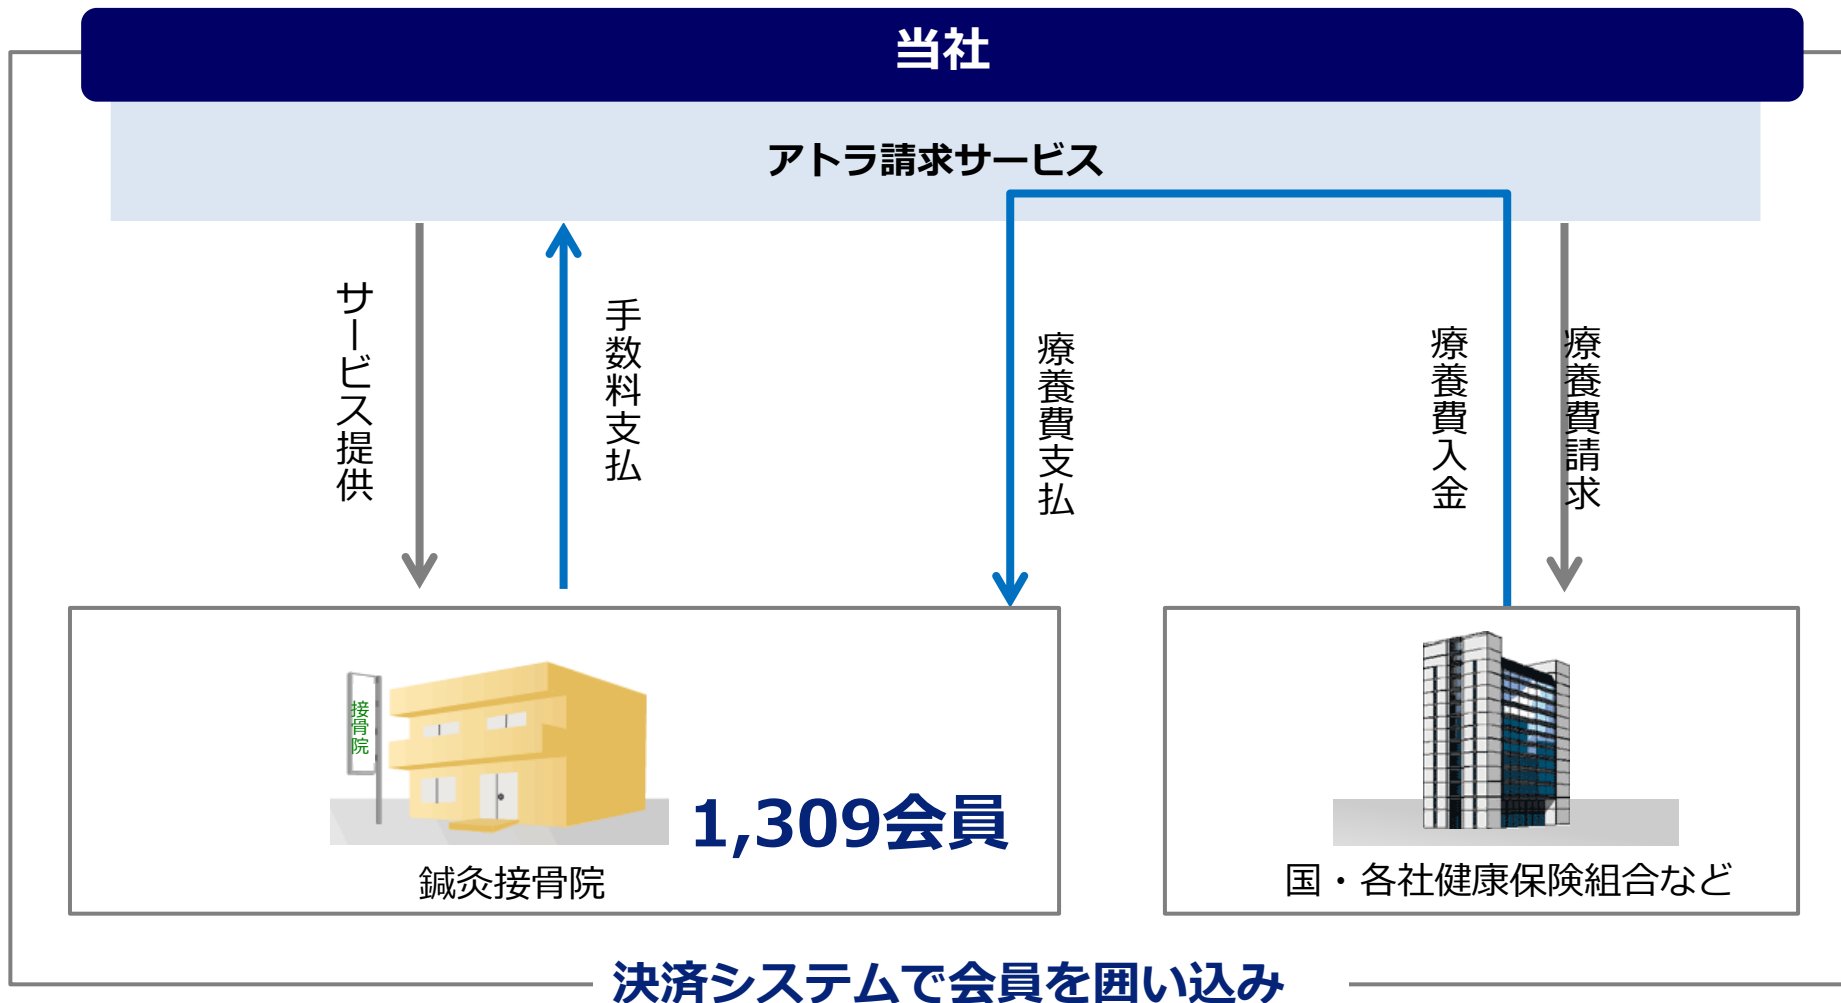 当社
アトラ請求サービス
サービス提供
手数料支払
療養費支払
療養費入金
療養費請求
接骨院
1,309会員
鍼灸接骨院
国・各社健康保険組合など
決済システムで会員を囲い込み